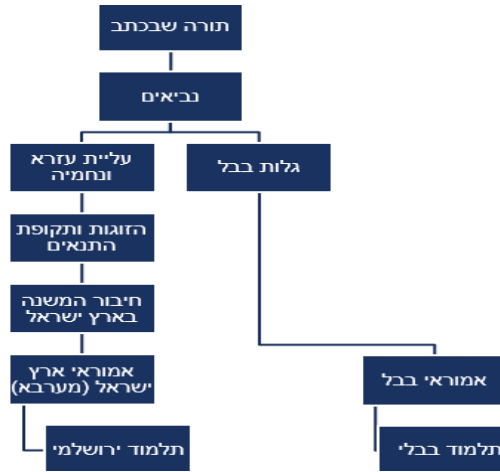 תורה שבכתב
נביאים
עליית עזרא
ונחמיה
גלות בבל
הזוגות ותקופת
התנאים
חיבור המשנה
בארץ ישראל
אמוראי ארץ
ישראל (מערבא)
אמוראי בבל
תלמוד ירושלמי
תלמוד בבלי